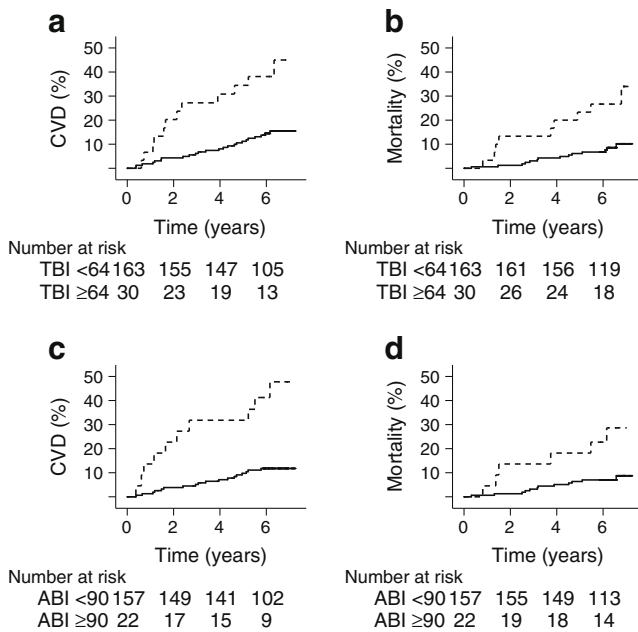 a
50
40
30
20
10
CVD (%)
0 2 4 6
Time (years)
Number at risk
TBI <64 163 155 147 105
TBI ≥64 30 23 19 13
b
50
40
30
20
10
Mortality (%)
0 2 4 6
Time (years)
Number at risk
TBI <64 163 161 156 119
TBI ≥64 30 26 24 18
c
50
40
30
20
10
CVD (%)
0 2 4 6
Time (years)
Number at risk
ABI <90 157 149 141 102
ABI ≥90 22 17 15 9
d
50
40
30
20
10
Mortality (%)
0 2 4 6
Time (years)
Number at risk
ABI <90 157 155 149 113
ABI ≥90 22 19 18 14